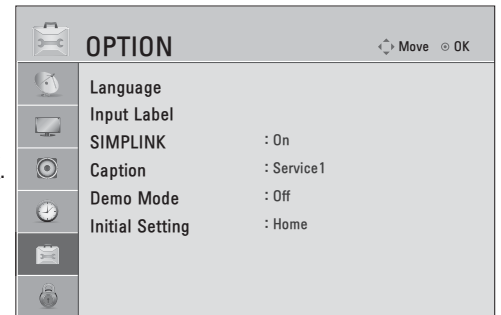 OPTION
Move OK
Language
Input Label
SIMPLINK : On
Caption : Service1
Demo Mode : Off
Initial Setting : Home
.